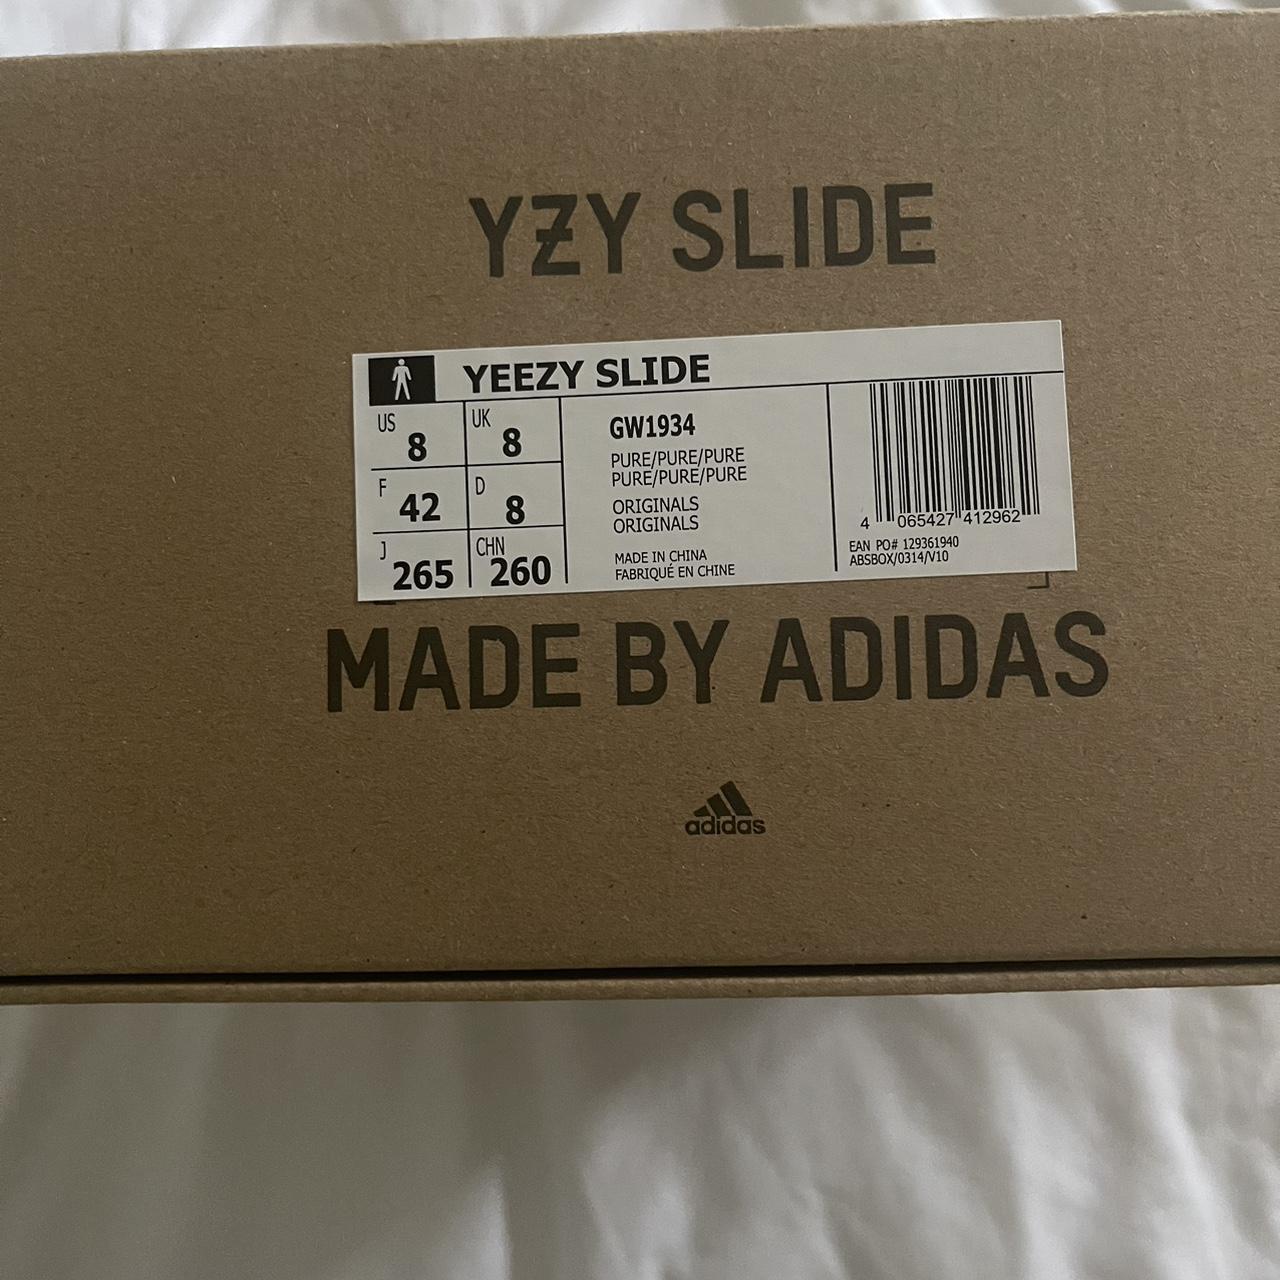 YZY SLIDE
YEEZY SLIDE
US 8 UK 8
F 42 D 8
J 265 CHN 260
GW1934
PURE/PURE/PURE
PURE/PURE/PURE
ORIGINALS
ORIGINALS
MADE IN CHINA
FABRIQUÉ EN CHINE
4 065427 412962
EAN PO# 129361940
ABSBOX/0314/V10
MADE BY ADIDAS
adidas